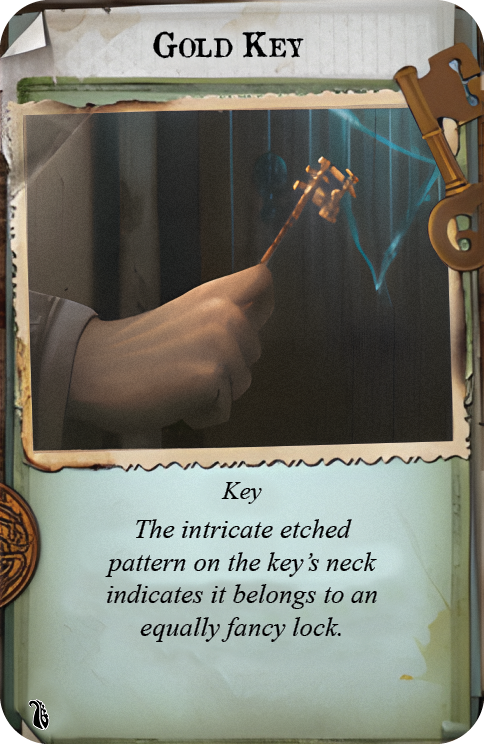 Gold Key
Key
The intricate etched
pattern on the key’s neck
indicates it belongs to an
equally fancy lock.